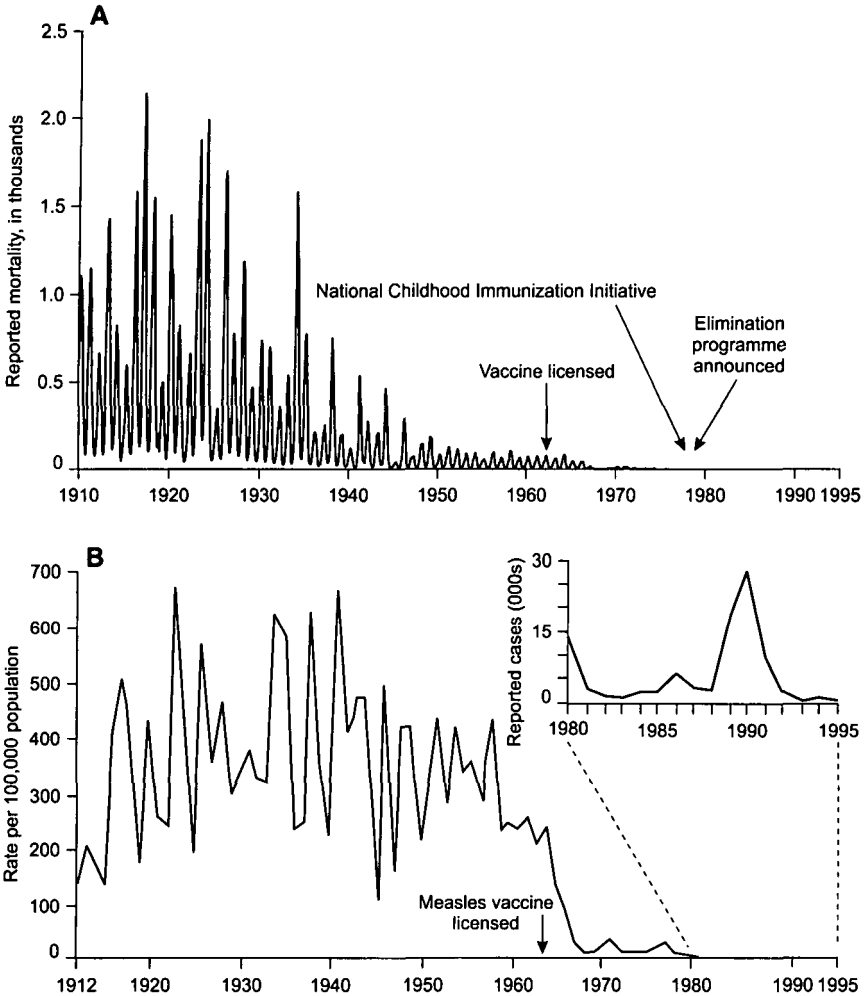 A
2.5
2.0
1.5
1.0
0.5
0
Reported mortality, in thousands
National Childhood Immunization Initiative
Elimination
programme
announced
Vaccine licensed
1910 1920 1930 1940 1950 1960 1970 1980 1990 1995
B
700
600
500
400
300
200
100
0
Rate per 100,000 population
Measles vaccine
licensed
1912 1920 1930 1940 1950 1960 1970 1980 1990 1995
30
15
0
Reported cases (000s)
1980 1985 1990 1995